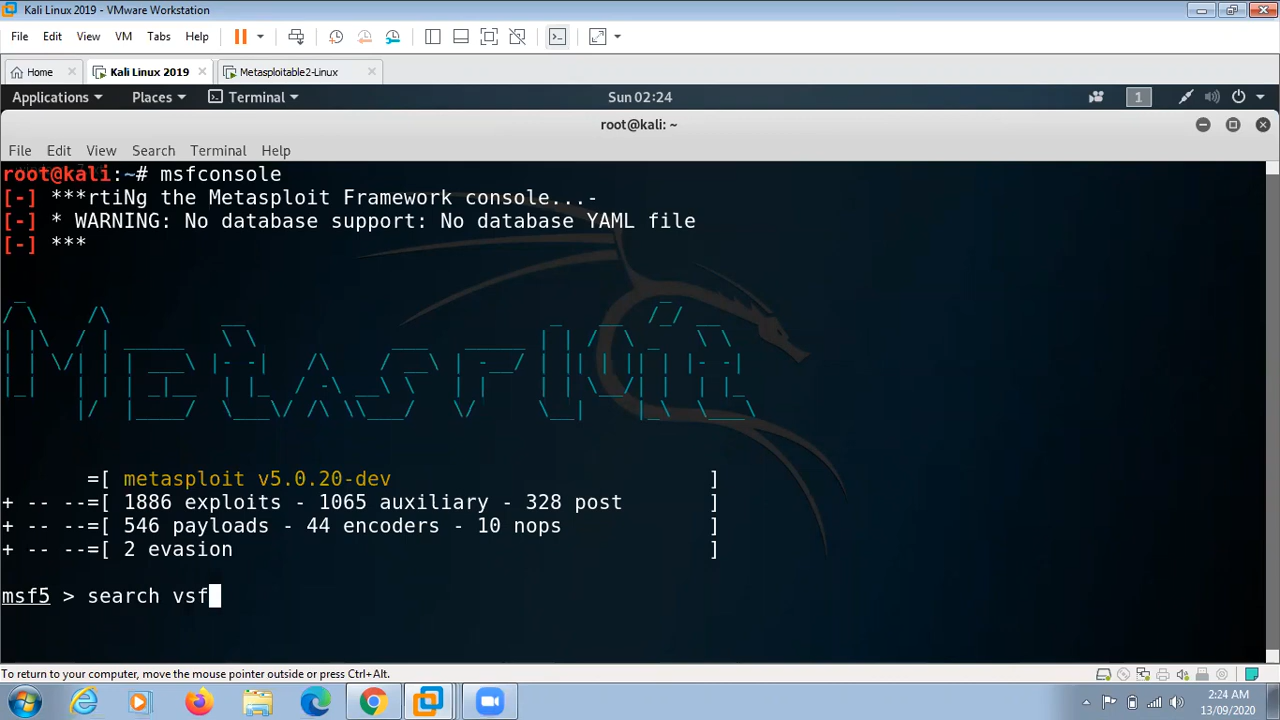 Kali Linux 2019 - VMware Workstation
File Edit View VM Tabs Help
Home Kali Linux 2019 Metasploitable2-Linux
Applications Places Terminal Sun 02:24 1
root@kali: ~
File Edit View Search Terminal Help
root@kali:~# msfconsole
[-] ***rtiNg the Metasploit Framework console...-
[-] * WARNING: No database support: No database YAML file
[-] ***
METASPLOIT
=[ metasploit v5.0.20-dev ]
+ -- --=[ 1886 exploits - 1065 auxiliary - 328 post ]
+ -- --=[ 546 payloads - 44 encoders - 10 nops ]
+ -- --=[ 2 evasion ]
msf5 > search vsf
To return to your computer, move the mouse pointer outside or press Ctrl+Alt.
2:24 AM
13/09/2020